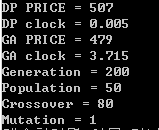 DP PRICE = 507
DP clock = 0.005
GA PRICE = 479
GA clock = 3.715
Generation = 200
Population = 50
Crossover = 80
Mutation = 1